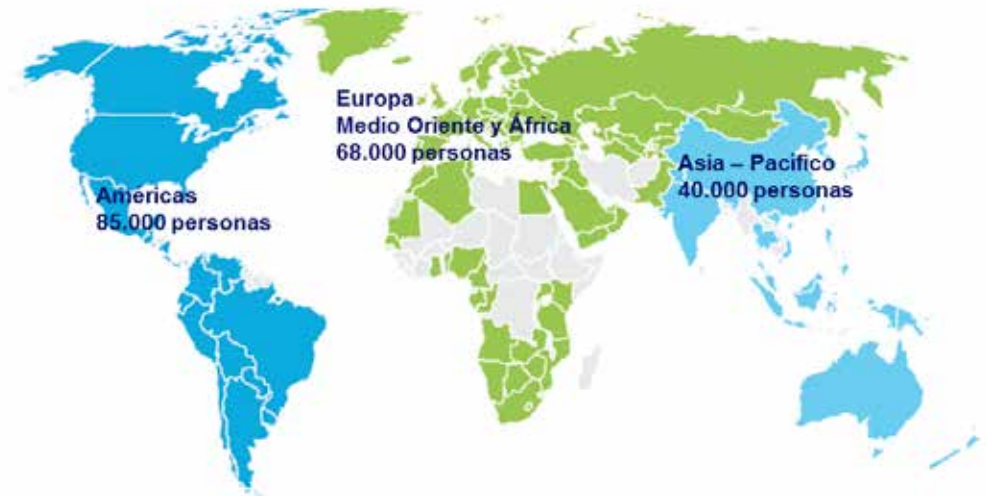 Europa
Medio Oriente y África
68.000 personas
Asia – Pacifico
40.000 personas
Américas
85.000 personas